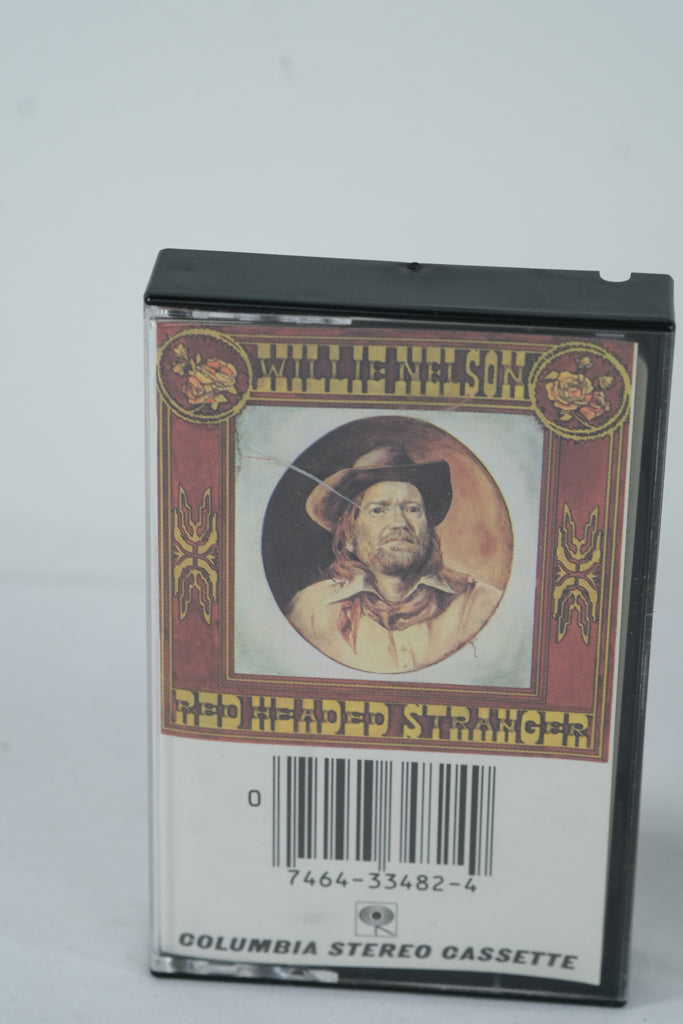 WILLIE NELSON
RED HEADED STRANGER
0
7464-33482-4
COLUMBIA STEREO CASSETTE